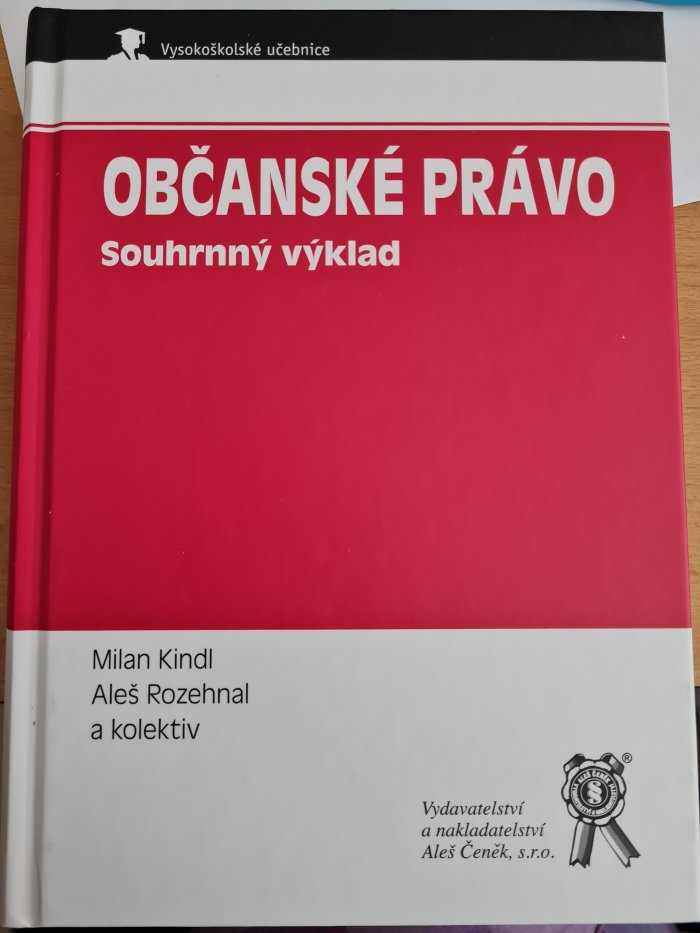 Vysokoškolské učebnice
OBČANSKÉ PRÁVO
Souhrnný výklad
Milan Kindl
Aleš Rozehnal
a kolektiv
®
Vydavatelství
a nakladatelství
Aleš Čeněk, s.r.o.